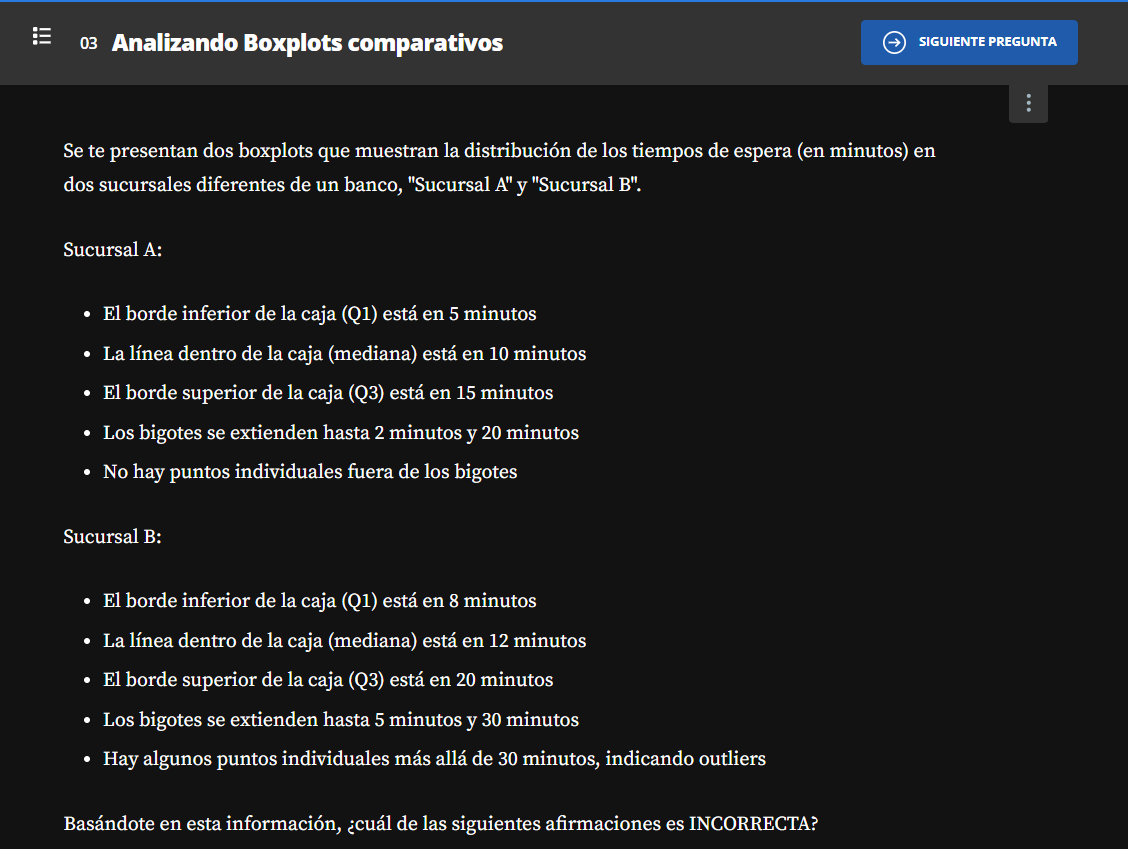 03 Analizando Boxplots comparativos
SIGUIENTE PREGUNTA
Se te presentan dos boxplots que muestran la distribución de los tiempos de espera (en minutos) en
dos sucursales diferentes de un banco, "Sucursal A" y "Sucursal B".
Sucursal A:
• El borde inferior de la caja (Q1) está en 5 minutos
• La línea dentro de la caja (mediana) está en 10 minutos
• El borde superior de la caja (Q3) está en 15 minutos
• Los bigotes se extienden hasta 2 minutos y 20 minutos
• No hay puntos individuales fuera de los bigotes
Sucursal B:
• El borde inferior de la caja (Q1) está en 8 minutos
• La línea dentro de la caja (mediana) está en 12 minutos
• El borde superior de la caja (Q3) está en 20 minutos
• Los bigotes se extienden hasta 5 minutos y 30 minutos
• Hay algunos puntos individuales más allá de 30 minutos, indicando outliers
Basándote en esta información, ¿cuál de las siguientes afirmaciones es INCORRECTA?